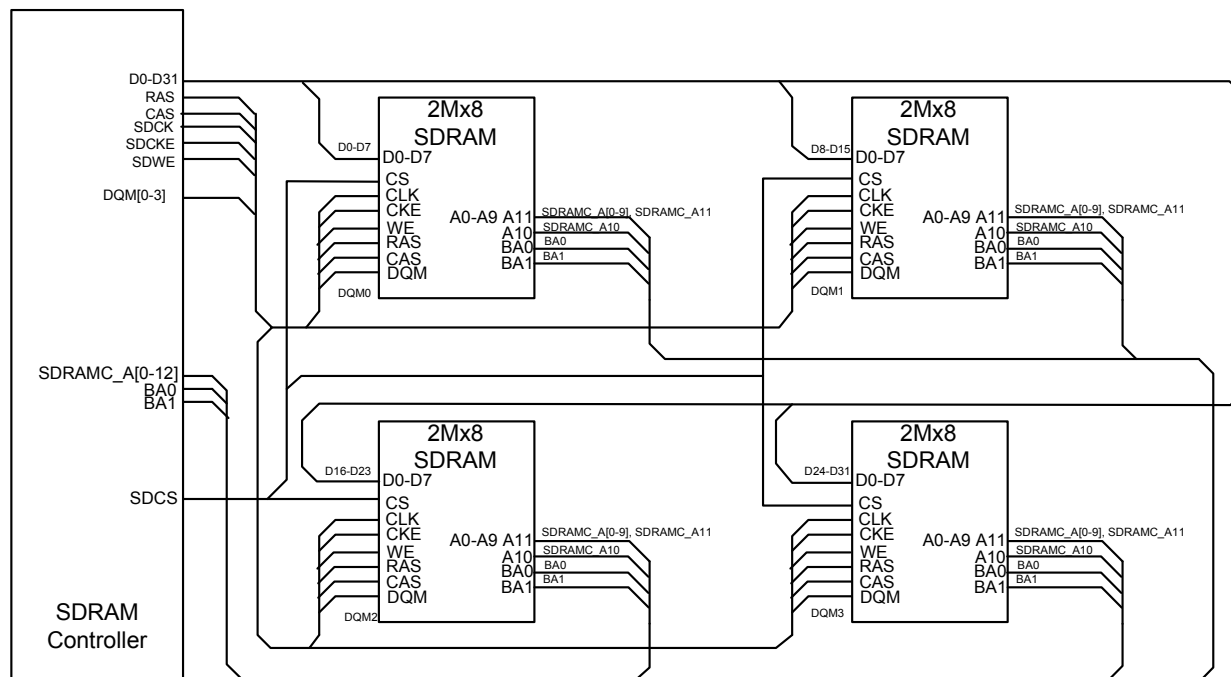 D0-D31
RAS
CAS
SDCK
SDCKE
SDWE
DQM[0-3]
SDRAMC_A[0-12]
BA0
BA1
SDCS
SDRAM
Controller
2Mx8
SDRAM
D0-D7
D0-D7
CS
CLK
CKE
WE
RAS
CAS
DQM
DQM0
A0-A9 A11
A10
BA0
BA1
SDRAMC_A[0-9], SDRAMC_A11
SDRAMC_A10
BA0
BA1
2Mx8
SDRAM
D8-D15
D0-D7
CS
CLK
CKE
WE
RAS
CAS
DQM
DQM1
A0-A9 A11
A10
BA0
BA1
SDRAMC_A[0-9], SDRAMC_A11
SDRAMC_A10
BA0
BA1
2Mx8
SDRAM
D16-D23
D0-D7
CS
CLK
CKE
WE
RAS
CAS
DQM
DQM2
A0-A9 A11
A10
BA0
BA1
SDRAMC_A[0-9], SDRAMC_A11
SDRAMC_A10
BA0
BA1
2Mx8
SDRAM
D24-D31
D0-D7
CS
CLK
CKE
WE
RAS
CAS
DQM
DQM3
A0-A9 A11
A10
BA0
BA1
SDRAMC_A[0-9], SDRAMC_A11
SDRAMC_A10
BA0
BA1